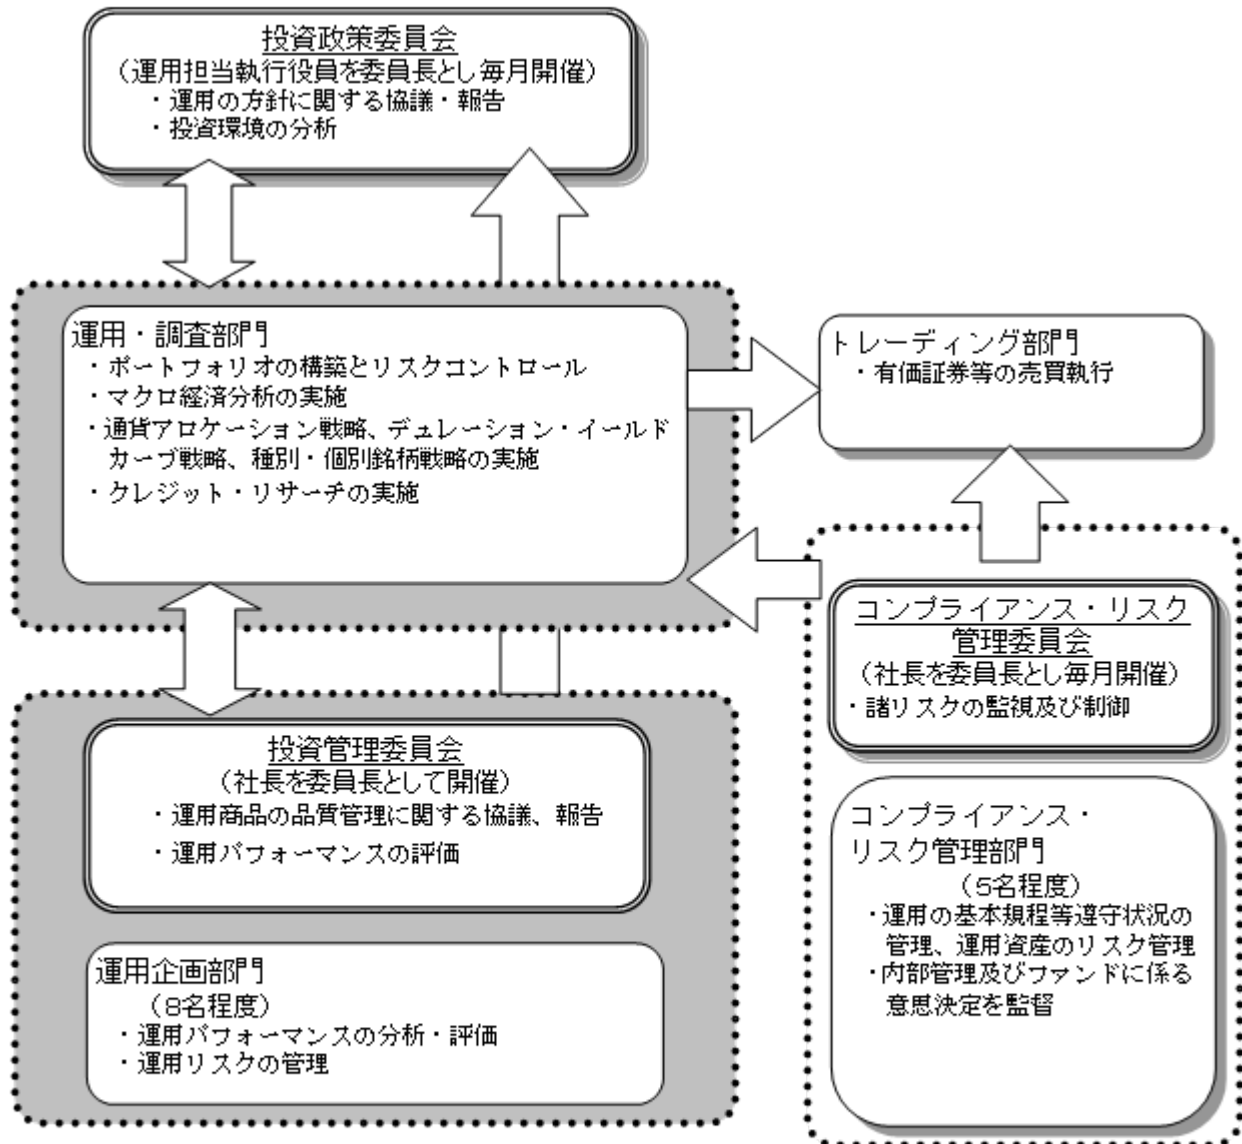 投資政策委員会
（運用担当執行役員を委員長とし毎月開催）
・運用の方針に関する協議・報告
・投資環境の分析
運用・調査部門
・ポートフォリオの構築とリスクコントロール
・マクロ経済分析の実施
・通貨アロケーション戦略、デュレーション・イールド
カーブ戦略、種別・個別銘柄戦略の実施
・クレジット・リサーチの実施
トレーディング部門
・有価証券等の売買執行
コンプライアンス・リスク
管理委員会
（社長を委員長とし毎月開催）
・諸リスクの監視及び制御
投資管理委員会
（社長を委員長として開催）
・運用商品の品質管理に関する協議、報告
・運用パフォーマンスの評価
コンプライアンス・
リスク管理部門
（5名程度）
・運用の基本規程等遵守状況の
管理、運用資産のリスク管理
・内部管理及びファンドに係る
意思決定を監督
運用企画部門
（8名程度）
・運用パフォーマンスの分析・評価
・運用リスクの管理